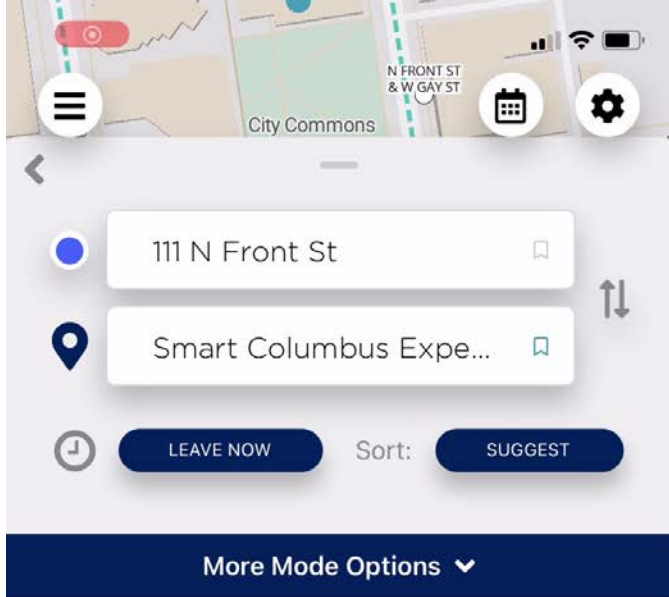 N FRONT ST
& W GAY ST
City Commons
111 N Front St
Smart Columbus Expe...
LEAVE NOW
Sort:
SUGGEST
More Mode Options